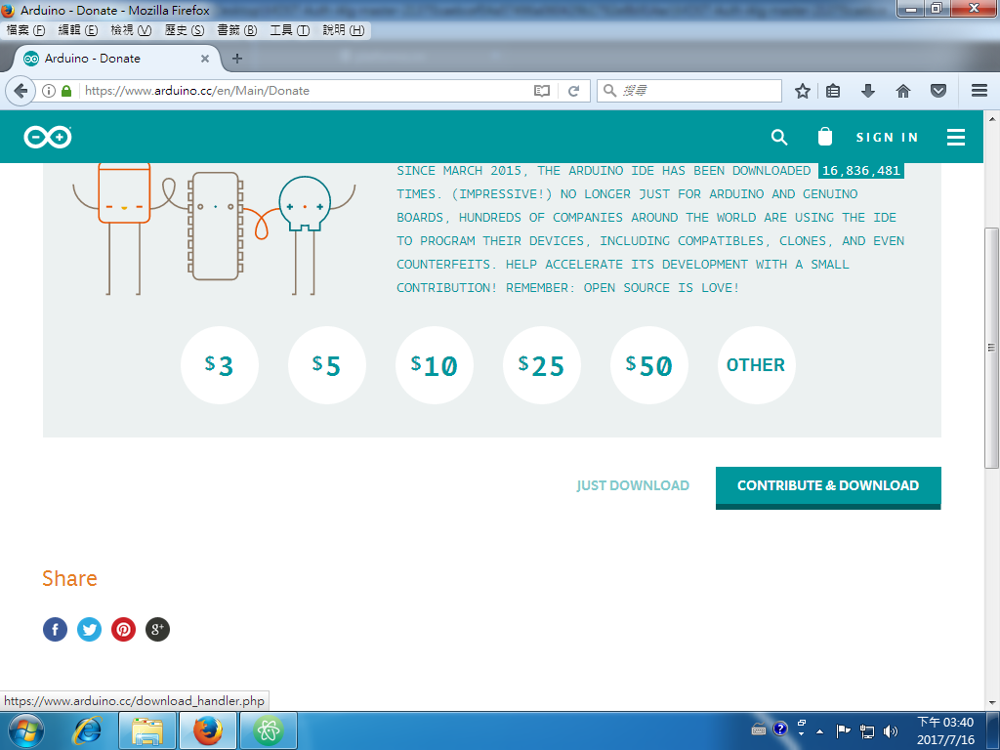 Arduino - Donate - Mozilla Firefox
檔案 (F) 編輯 (E) 檢視 (V) 歷史 (S) 書籤 (B) 工具 (T) 說明 (H)
Arduino - Donate
https://www.arduino.cc/en/Main/Donate
搜尋
SIGN IN
SINCE MARCH 2015, THE ARDUINO IDE HAS BEEN DOWNLOADED 16,836,481
TIMES. (IMPRESSIVE!) NO LONGER JUST FOR ARDUINO AND GENUINO
BOARDS, HUNDREDS OF COMPANIES AROUND THE WORLD ARE USING THE IDE
TO PROGRAM THEIR DEVICES, INCLUDING COMPATIBLES, CLONES, AND EVEN
COUNTERFEITS. HELP ACCELERATE ITS DEVELOPMENT WITH A SMALL
CONTRIBUTION! REMEMBER: OPEN SOURCE IS LOVE!
$3 $5 $10 $25 $50 OTHER
JUST DOWNLOAD CONTRIBUTE & DOWNLOAD
Share
https://www.arduino.cc/download_handler.php
下午 03:40
2017/7/16